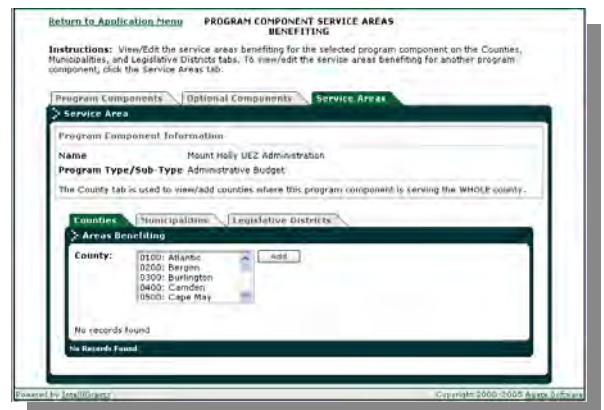 Return to Application Menu
PROGRAM COMPONENT SERVICE AREAS
BENEFITING
Instructions: View/Edit the service areas benefiting for the selected program component on the Counties,
Municipalities, and Legislative Districts tabs. To view/edit the service areas benefiting for another program
component, click the Service Areas tab.
Program Components Optional Components Service Areas
Service Area
Program Component Information
Name Mount Holly UEZ Administration
Program Type/Sub-Type Administrative Budget
The County tab is used to view/add counties where this program component is serving the WHOLE county.
Counties Municipalities Legislative Districts
Areas Benefiting
County: 0100: Atlantic Add
0200: Bergen
0300: Burlington
0400: Camden
0500: Cape May
No records found
No Records Found
Powered by IntelliGrants
Copyright 2000-2005 Agate Software